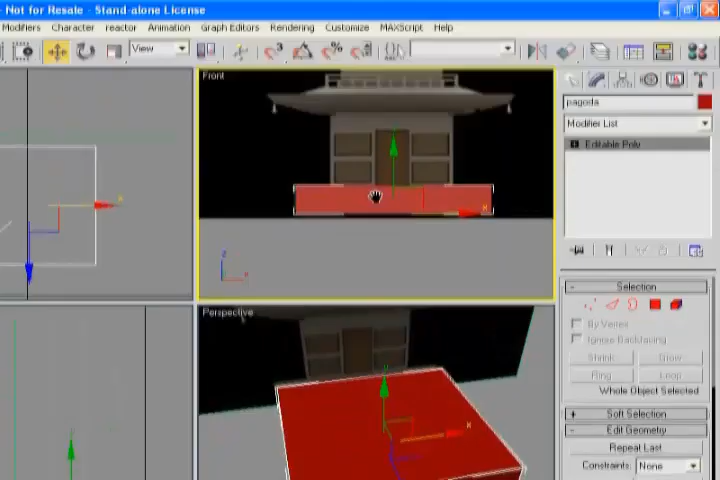 Not for Resale - Stand-alone License
Modifiers Character reactor Animation Graph Editors Rendering Customize MAXScript Help
View
Front
pagoda
Modifier List
Editable Poly
Selection
By Vertex
Ignore Backfacing
Shrink Grow
Ring Loop
Whole Object Selected
Soft Selection
Edit Geometry
Repeat Last
Constraints: None
Perspective